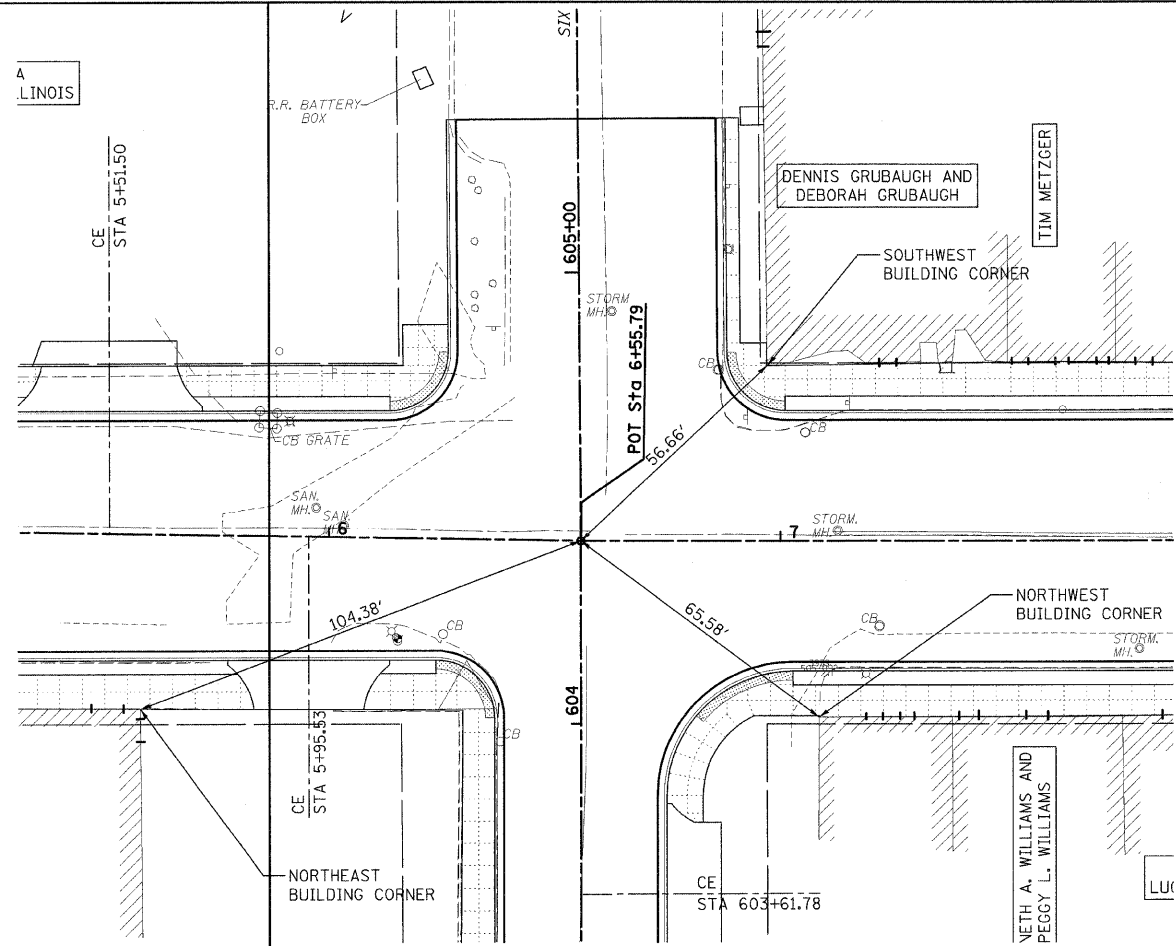 SIX
A
LLINOIS
R.R. BATTERY
BOX
CE
STA 5+51.50
DENNIS GRUBAUGH AND
DEBORAH GRUBAUGH
TIM METZGER
605+00
SOUTHWEST
BUILDING CORNER
STORM
MH.
POT Sta 6+55.79
CB
56.66'
CB
CB GRATE
SAN.
MH.
SAN.
MH.
6
7
STORM.
MH.
104.38'
65.58'
NORTHWEST
BUILDING CORNER
CB
CB
STORM.
MH.
604
CB
CE
STA 5+95.53
NORTHEAST
BUILDING CORNER
CE
STA 603+61.78
NETH A. WILLIAMS AND
PEGGY L. WILLIAMS
LUC